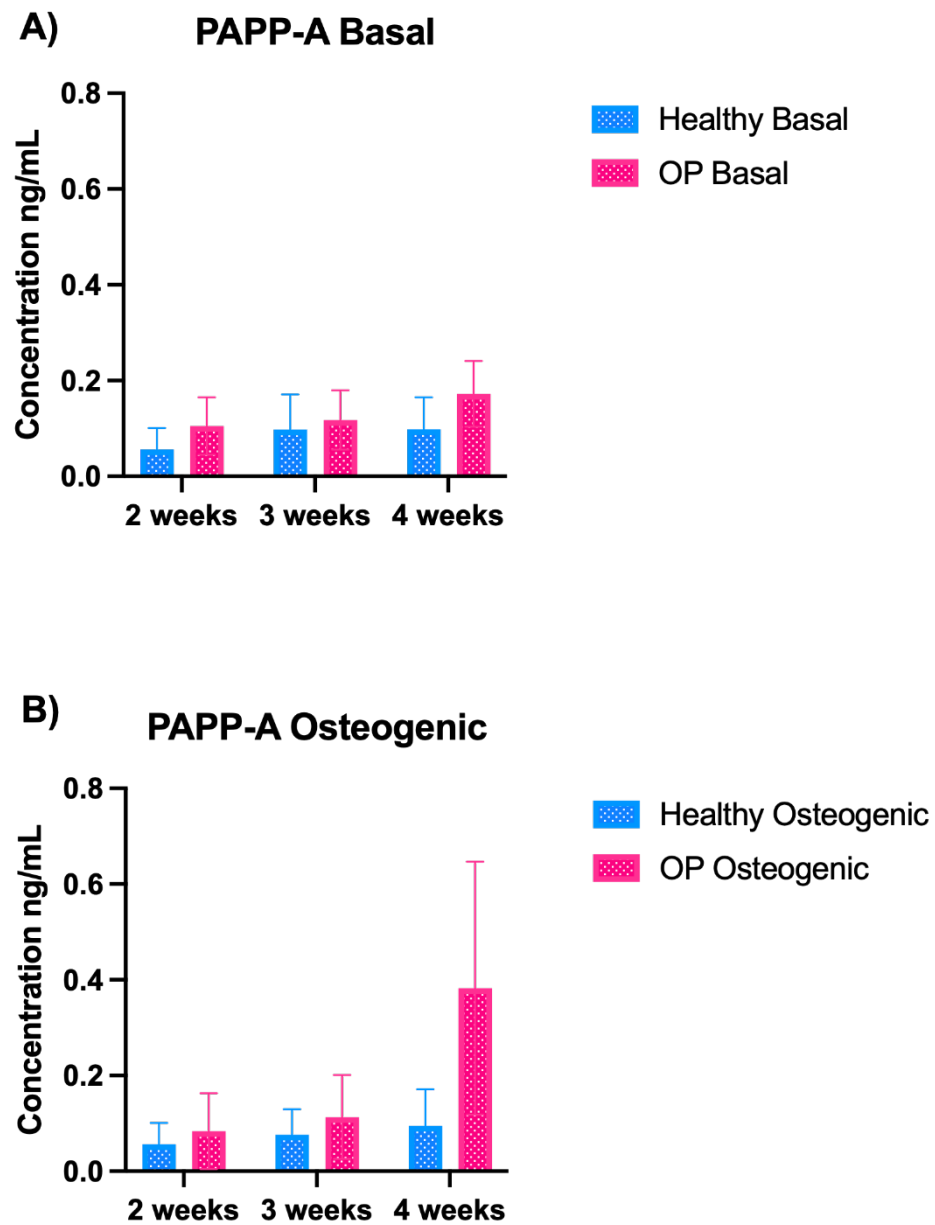 A)
PAPP-A Basal
Concentration ng/mL
0.8
0.6
0.4
0.2
0.0
2 weeks 3 weeks 4 weeks
Healthy Basal
OP Basal
B)
PAPP-A Osteogenic
Concentration ng/mL
0.8
0.6
0.4
0.2
0.0
2 weeks 3 weeks 4 weeks
Healthy Osteogenic
OP Osteogenic